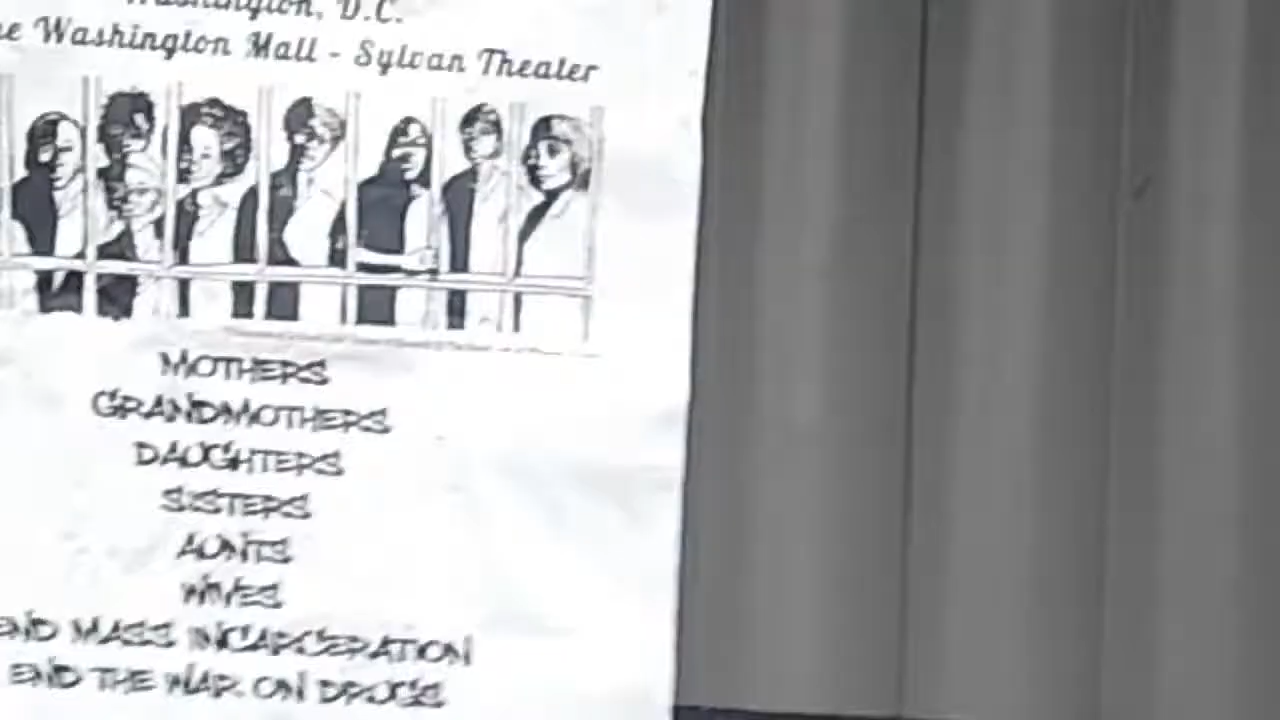 Washington, D.C.
e Washington Mall - Sylvan Theater
MOTHERS
GRANDMOTHERS
DAUGHTERS
SISTERS
AUNTS
WIVES
END MASS INCARCERATION
END THE WAR ON DRUGS